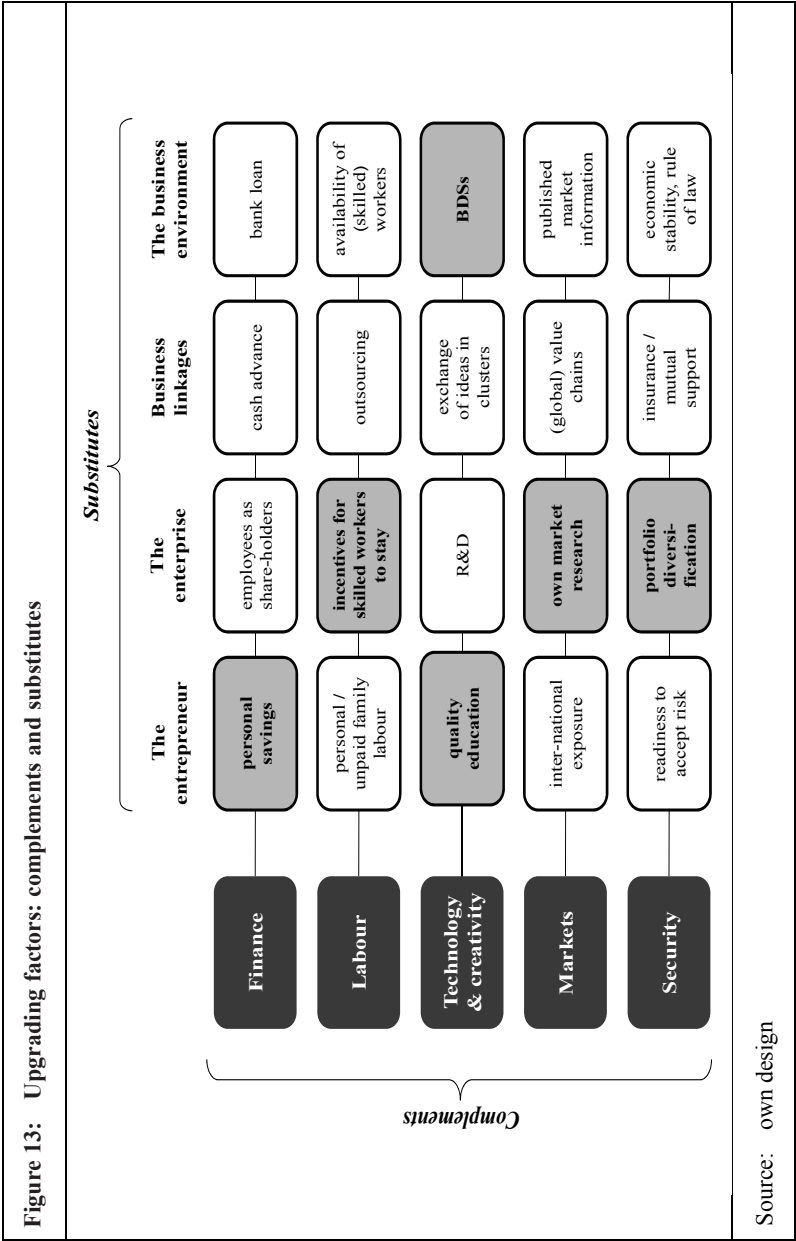 Figure 13: Upgrading factors: complements and substitutes
Substitutes
The
entrepreneur
The
enterprise
Business
linkages
The business
environment
Complements
Finance
personal
savings
employees as
share-holders
cash advance
bank loan
Labour
personal /
unpaid family
labour
incentives for
skilled workers
to stay
outsourcing
availability of
(skilled)
workers
Technology
& creativity
quality
education
R&D
exchange
of ideas in
clusters
BDSs
Markets
inter-national
exposure
own market
research
(global) value
chains
published
market
information
Security
readiness to
accept risk
portfolio
diversi-
fication
insurance /
mutual
support
economic
stability, rule
of law
Source: own design